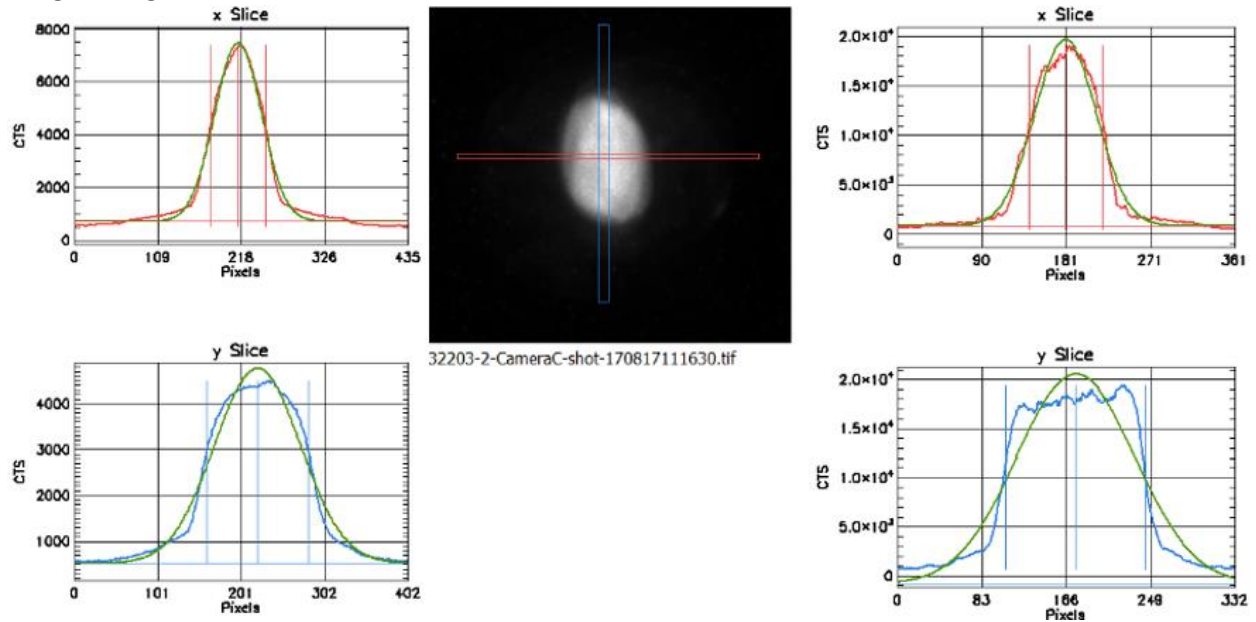 x Slice
8000
6000
4000
2000
0
CTS
0 109 218 326 435
Pixels
32203-2-CameraC-shot-170817111630.tif
x Slice
2.0×10⁴
1.5×10⁴
1.0×10⁴
5.0×10³
0
CTS
0 90 181 271 361
Pixels
y Slice
4000
3000
2000
1000
CTS
0 101 201 302 402
Pixels
y Slice
2.0×10⁴
1.5×10⁴
1.0×10⁴
5.0×10³
0
CTS
0 83 166 249 332
Pixels